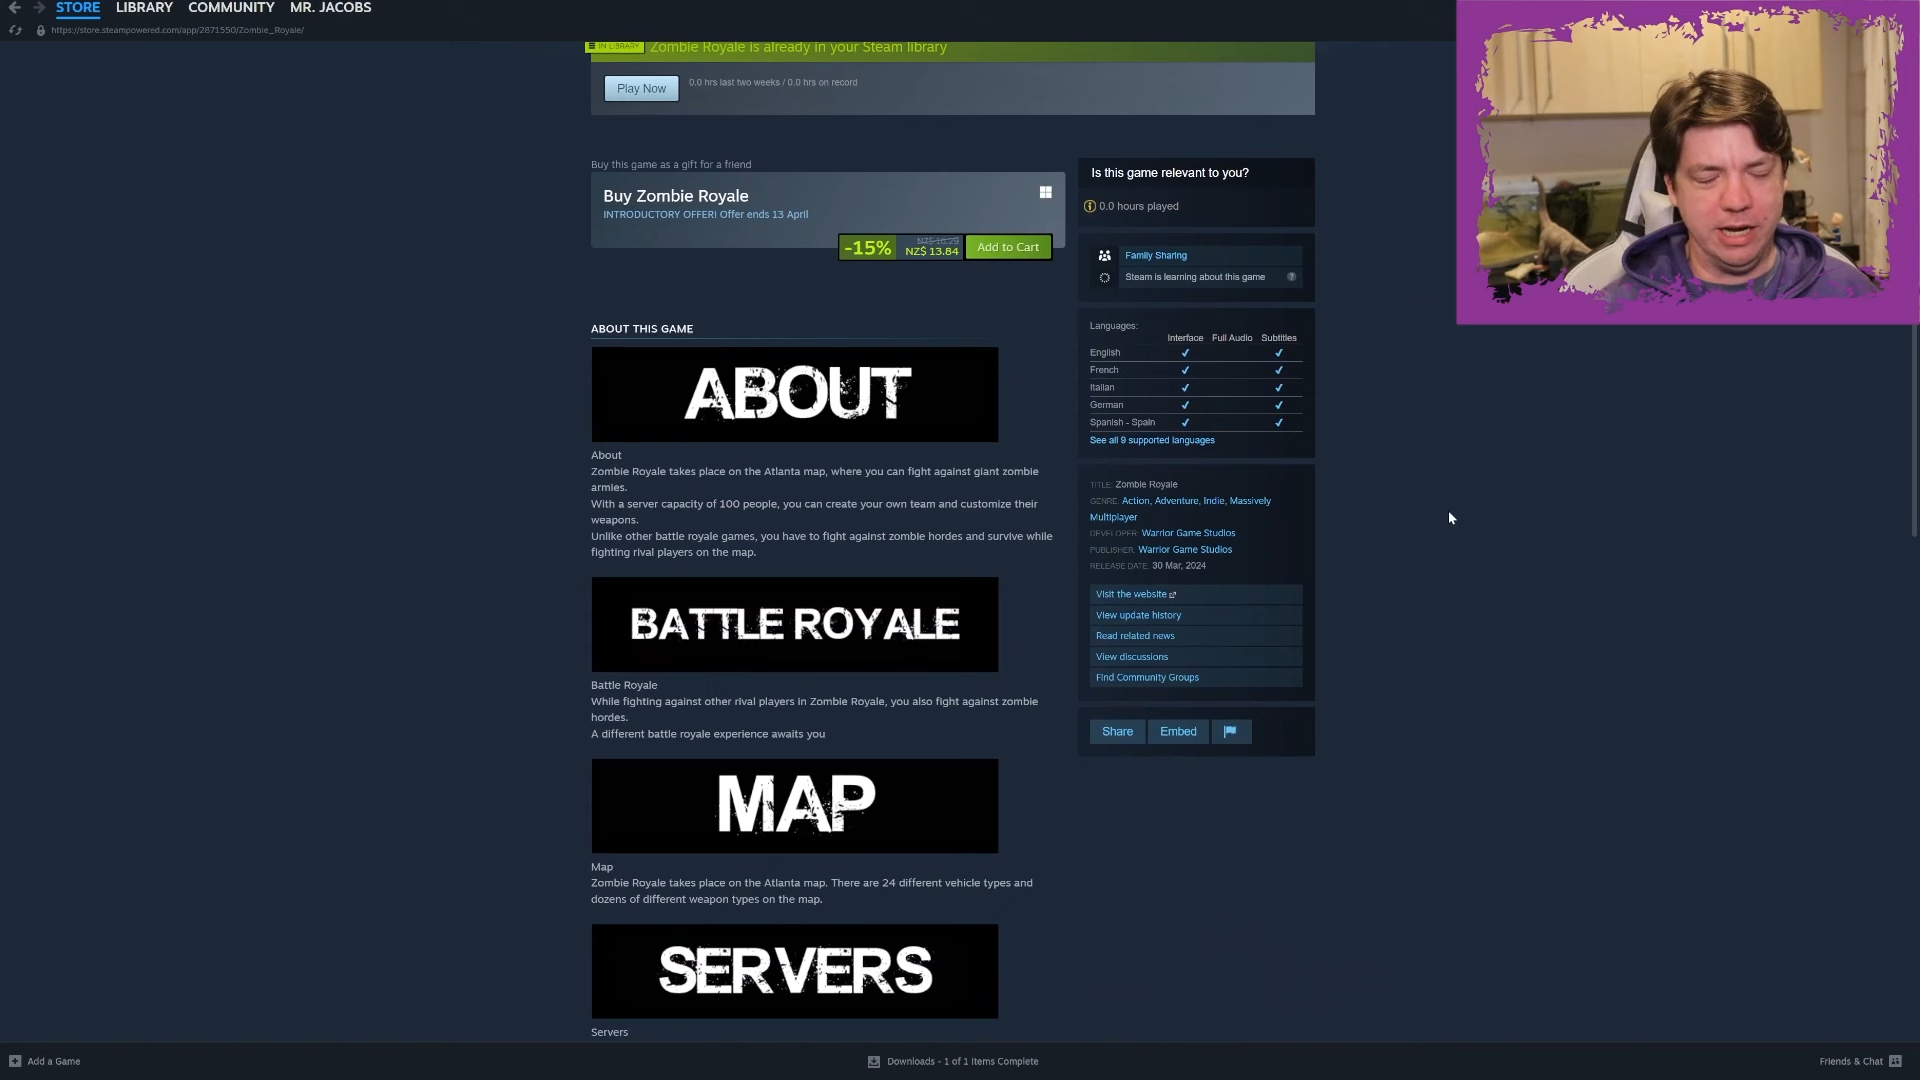 STORE LIBRARY COMMUNITY MR. JACOBS
https://store.steampowered.com/app/2871550/Zombie_Royale/
IN LIBRARY Zombie Royale is already in your Steam library
Play Now 0.0 hrs last two weeks / 0.0 hrs on record
Buy this game as a gift for a friend
Buy Zombie Royale
INTRODUCTORY OFFER! Offer ends 13 April
-15% NZ$ 16.29 NZ$ 13.84 Add to Cart
ABOUT THIS GAME
ABOUT
About
Zombie Royale takes place on the Atlanta map, where you can fight against giant zombie
armies.
With a server capacity of 100 people, you can create your own team and customize their
weapons.
Unlike other battle royale games, you have to fight against zombie hordes and survive while
fighting rival players on the map.
BATTLE ROYALE
Battle Royale
While fighting against other rival players in Zombie Royale, you also fight against zombie
hordes.
A different battle royale experience awaits you
MAP
Map
Zombie Royale takes place on the Atlanta map. There are 24 different vehicle types and
dozens of different weapon types on the map.
SERVERS
Servers
Is this game relevant to you?
0.0 hours played
Family Sharing
Steam is learning about this game ?
Languages:
Interface Full Audio Subtitles
English ✔ ✔
French ✔ ✔
Italian ✔ ✔
German ✔ ✔
Spanish - Spain ✔ ✔
See all 9 supported languages
TITLE: Zombie Royale
GENRE: Action, Adventure, Indie, Massively
Multiplayer
DEVELOPER: Warrior Game Studios
PUBLISHER: Warrior Game Studios
RELEASE DATE: 30 Mar, 2024
Visit the website
View update history
Read related news
View discussions
Find Community Groups
Share Embed
Add a Game Downloads - 1 of 1 Items Complete Friends & Chat